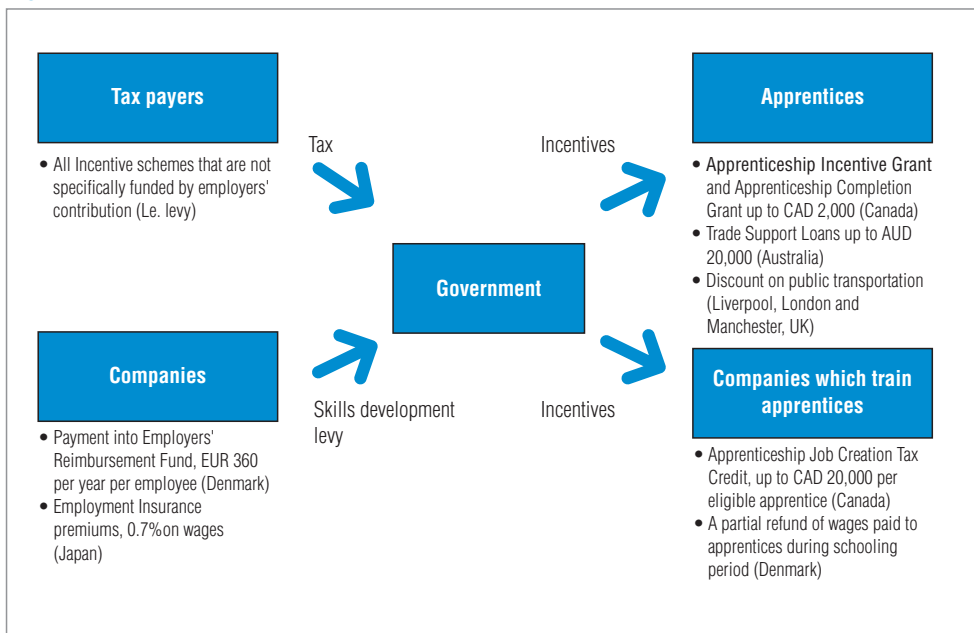 Tax payers
• All Incentive schemes that are not
specifically funded by employers'
contribution (Le. levy)
Tax
Companies
• Payment into Employers'
Reimbursement Fund, EUR 360
per year per employee (Denmark)
• Employment Insurance
premiums, 0.7%on wages
(Japan)
Skills development
levy
Government
Incentives
Apprentices
• Apprenticeship Incentive Grant
and Apprenticeship Completion
Grant up to CAD 2,000 (Canada)
• Trade Support Loans up to AUD
20,000 (Australia)
• Discount on public transportation
(Liverpool, London and
Manchester, UK)
Incentives
Companies which train
apprentices
• Apprenticeship Job Creation Tax
Credit, up to CAD 20,000 per
eligible apprentice (Canada)
• A partial refund of wages paid to
apprentices during schooling
period (Denmark)